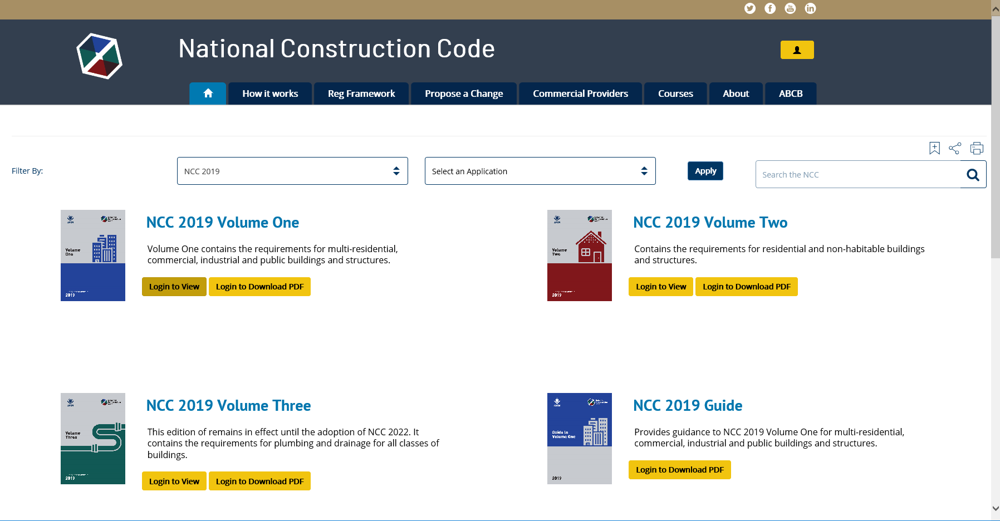 National Construction Code
How it works
Reg Framework
Propose a Change
Commercial Providers
Courses
About
ABCB
Filter By:
NCC 2019
Select an Application
Apply
Search the NCC
Volume
One
2019
NCC 2019 Volume One
Volume One contains the requirements for multi-residential,
commercial, industrial and public buildings and structures.
Login to View
Login to Download PDF
Volume
Two
2019
NCC 2019 Volume Two
Contains the requirements for residential and non-habitable buildings
and structures.
Login to View
Login to Download PDF
Volume
Three
2019
NCC 2019 Volume Three
This edition of remains in effect until the adoption of NCC 2022. It
contains the requirements for plumbing and drainage for all classes of
buildings.
Login to View
Login to Download PDF
Guide to
Volume One
2019
NCC 2019 Guide
Provides guidance to NCC 2019 Volume One for multi-residential,
commercial, industrial and public buildings and structures.
Login to Download PDF